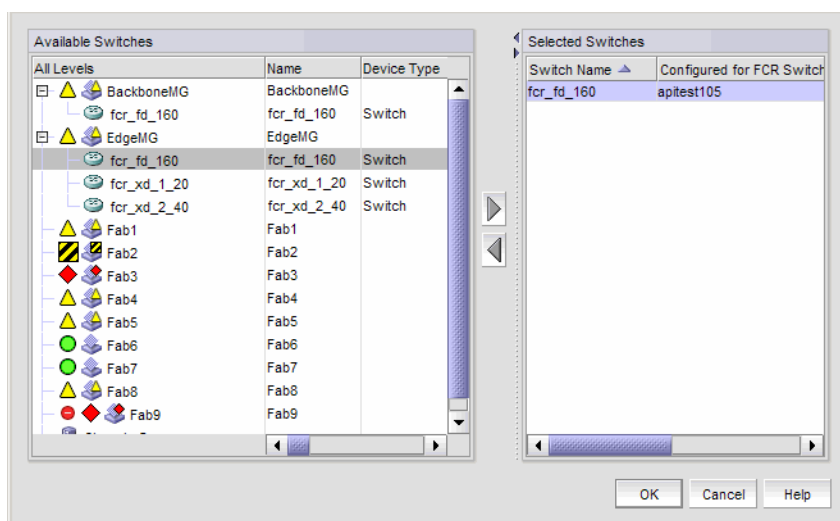 Available Switches
All Levels Name Device Type
BackboneMG BackboneMG
fcr_fd_160 fcr_fd_160 Switch
EdgeMG EdgeMG
fcr_fd_160 fcr_fd_160 Switch
fcr_xd_1_20 fcr_xd_1_20 Switch
fcr_xd_2_40 fcr_xd_2_40 Switch
Fab1 Fab1
Fab2 Fab2
Fab3 Fab3
Fab4 Fab4
Fab5 Fab5
Fab6 Fab6
Fab7 Fab7
Fab8 Fab8
Fab9 Fab9
Selected Switches
Switch Name Configured for FCR Switch
fcr_fd_160 apitest105
OK Cancel Help